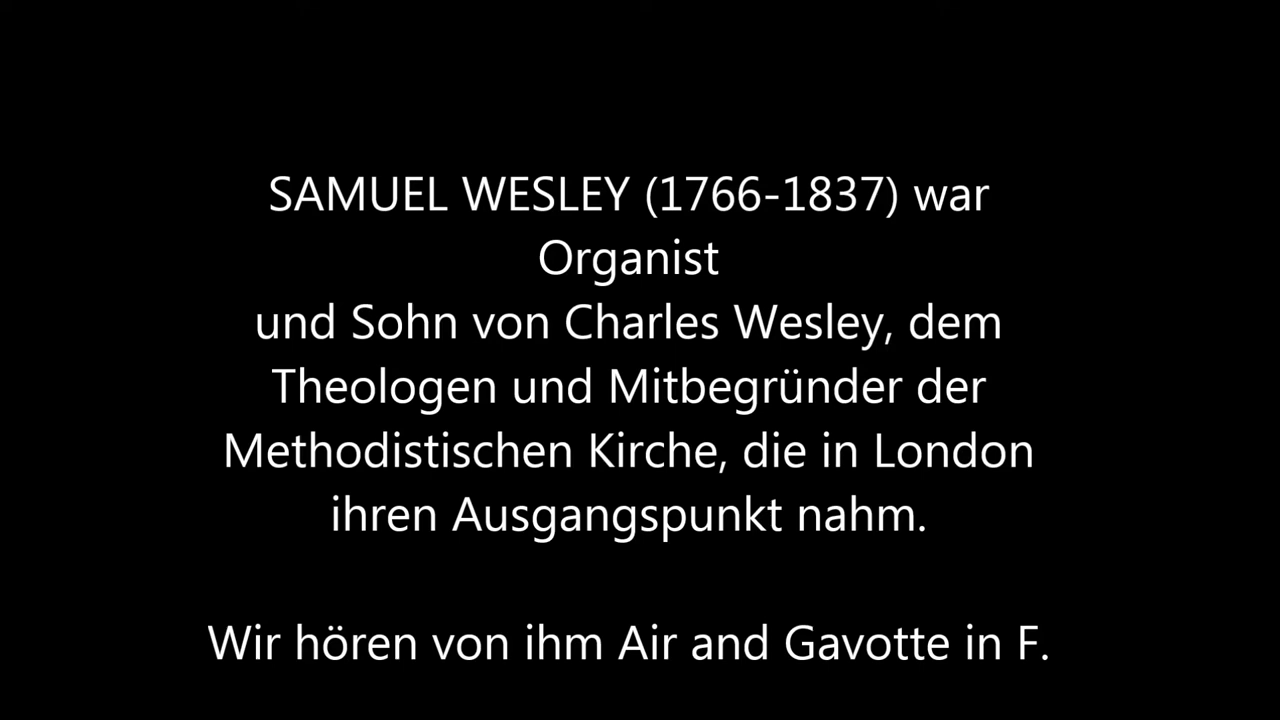 SAMUEL WESLEY (1766-1837) war
Organist
und Sohn von Charles Wesley, dem
Theologen und Mitbegründer der
Methodistischen Kirche, die in London
ihren Ausgangspunkt nahm.
Wir hören von ihm Air and Gavotte in F.